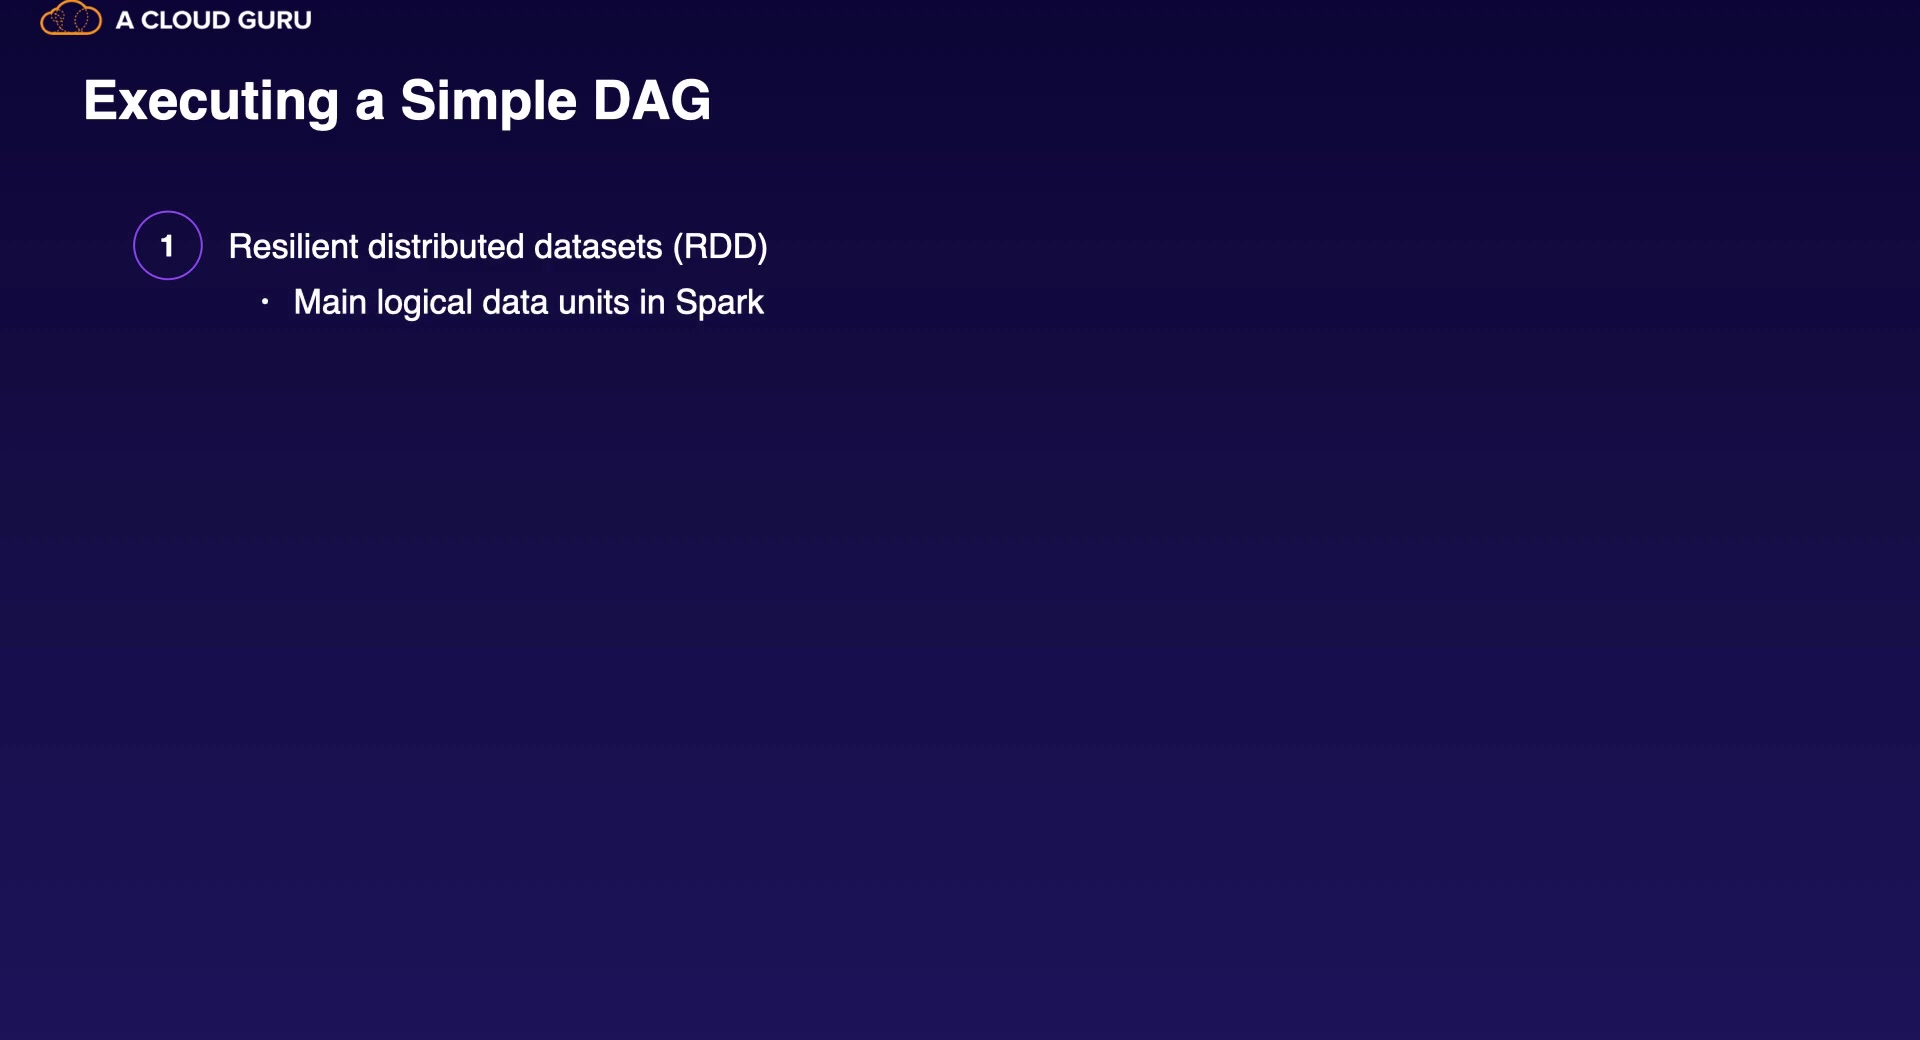 A CLOUD GURU
Executing a Simple DAG
1 Resilient distributed datasets (RDD)
• Main logical data units in Spark